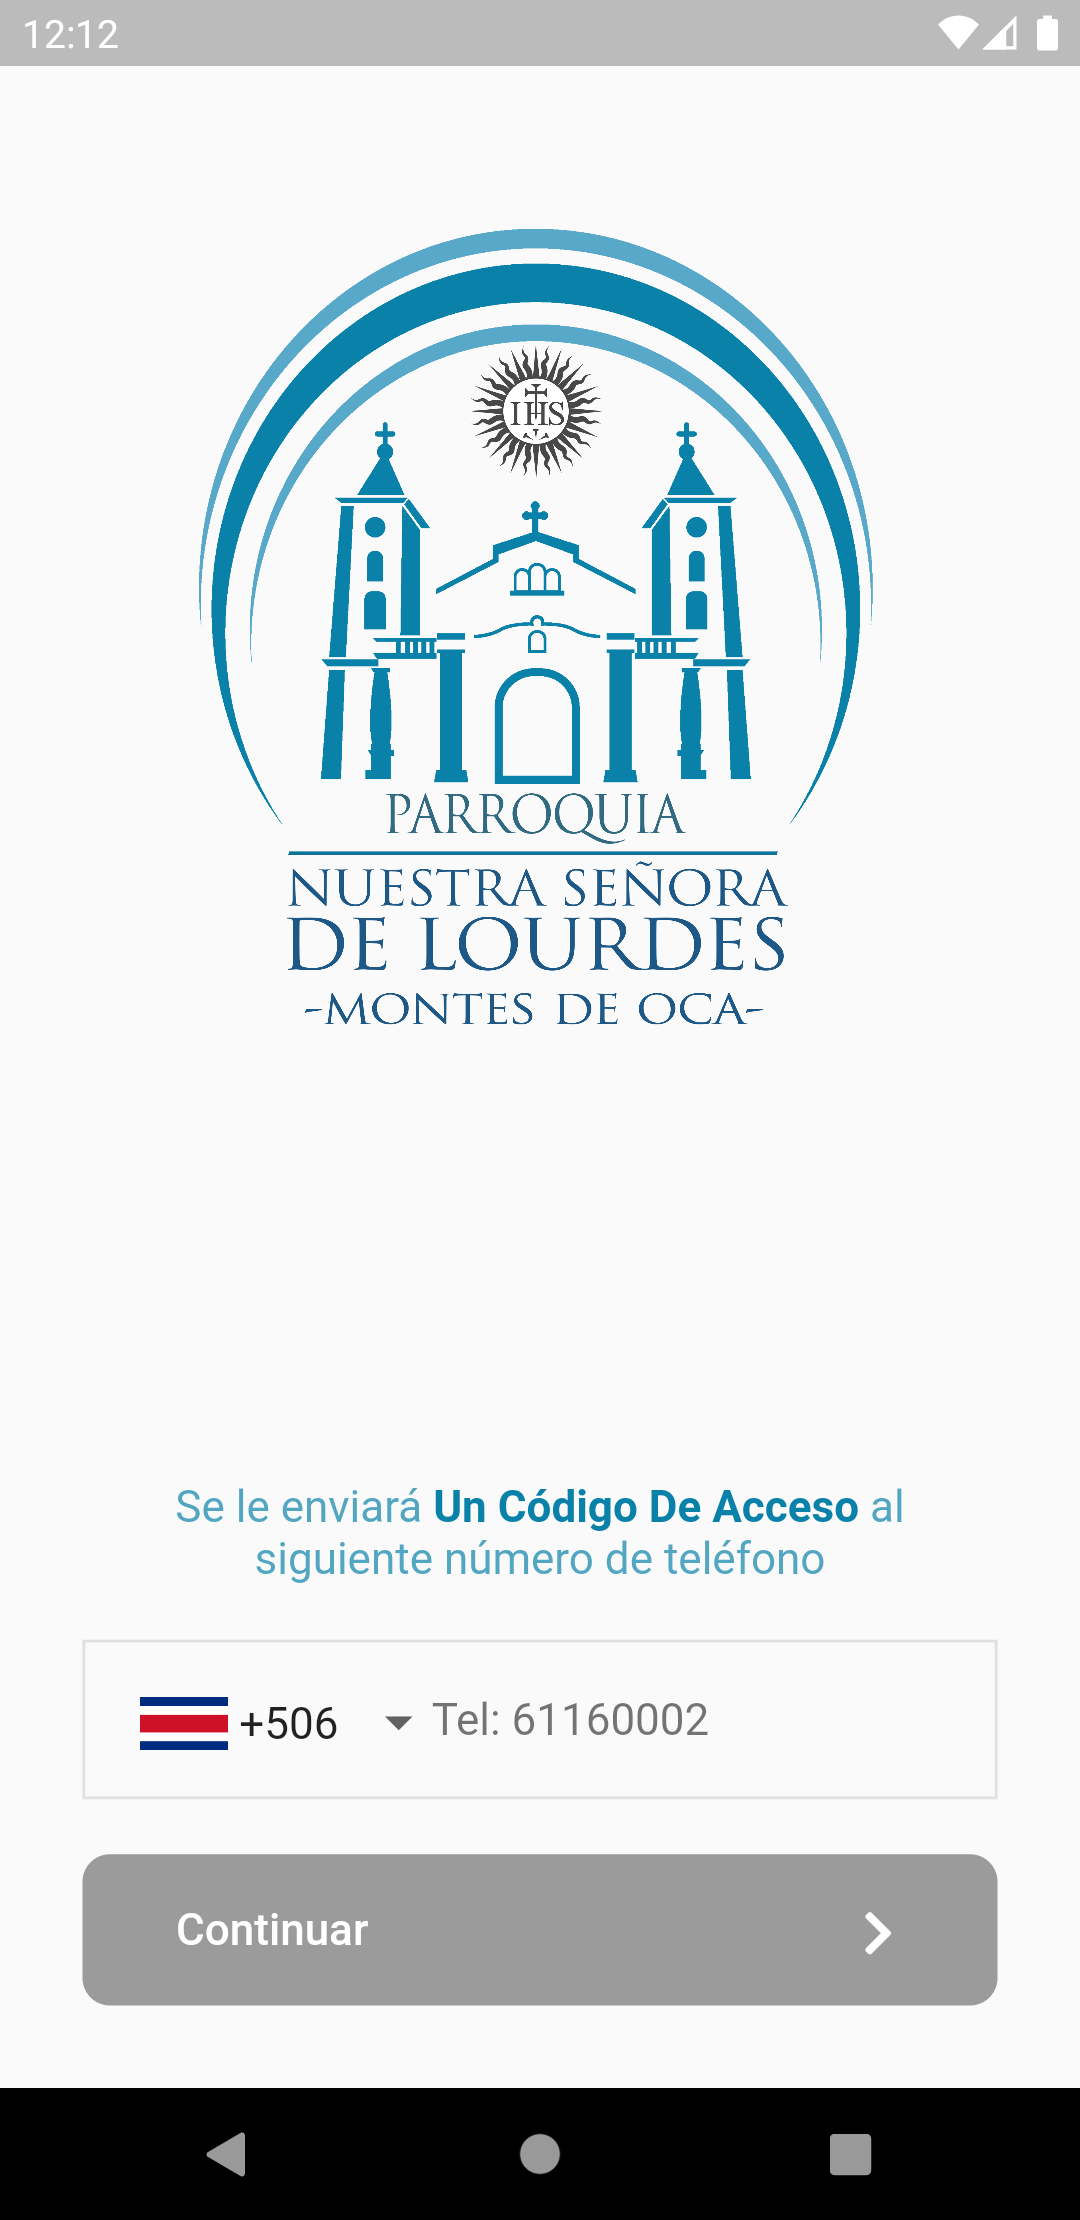 12:12
IHS
PARROQUIA
NUESTRA SEÑORA
DE LOURDES
-MONTES DE OCA-
Se le enviará Un Código De Acceso al
siguiente número de teléfono
+506 Tel: 61160002
Continuar